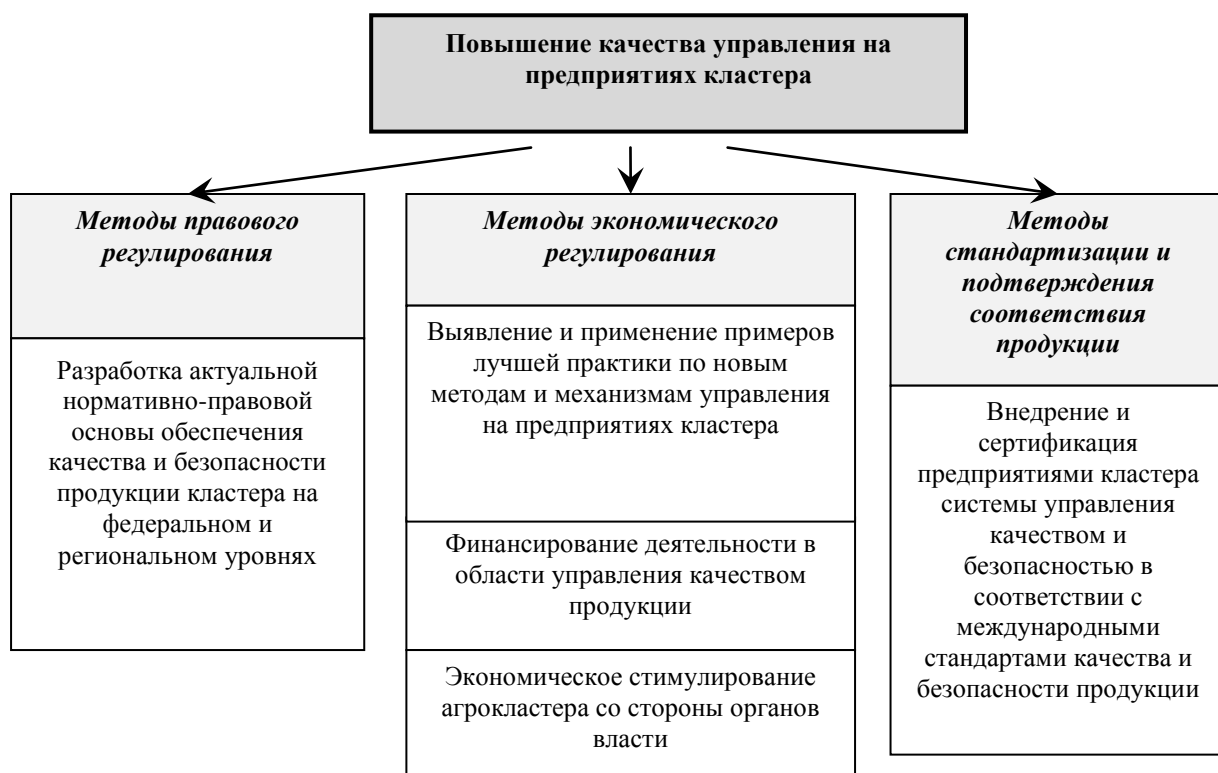 Повышение качества управления на
предприятиях кластера
Методы правового
регулирования
Разработка актуальной
нормативно-правовой
основы обеспечения
качества и безопасности
продукции кластера на
федеральном и
региональном уровнях
Методы экономического
регулирования
Выявление и применение примеров
лучшей практики по новым
методам и механизмам управления
на предприятиях кластера
Финансирование деятельности в
области управления качеством
продукции
Экономическое стимулирование
агрокластера со стороны органов
власти
Методы
стандартизации и
подтверждения
соответствия
продукции
Внедрение и
сертификация
предприятиями кластера
системы управления
качеством и
безопасностью в
соответствии с
международными
стандартами качества и
безопасности продукции